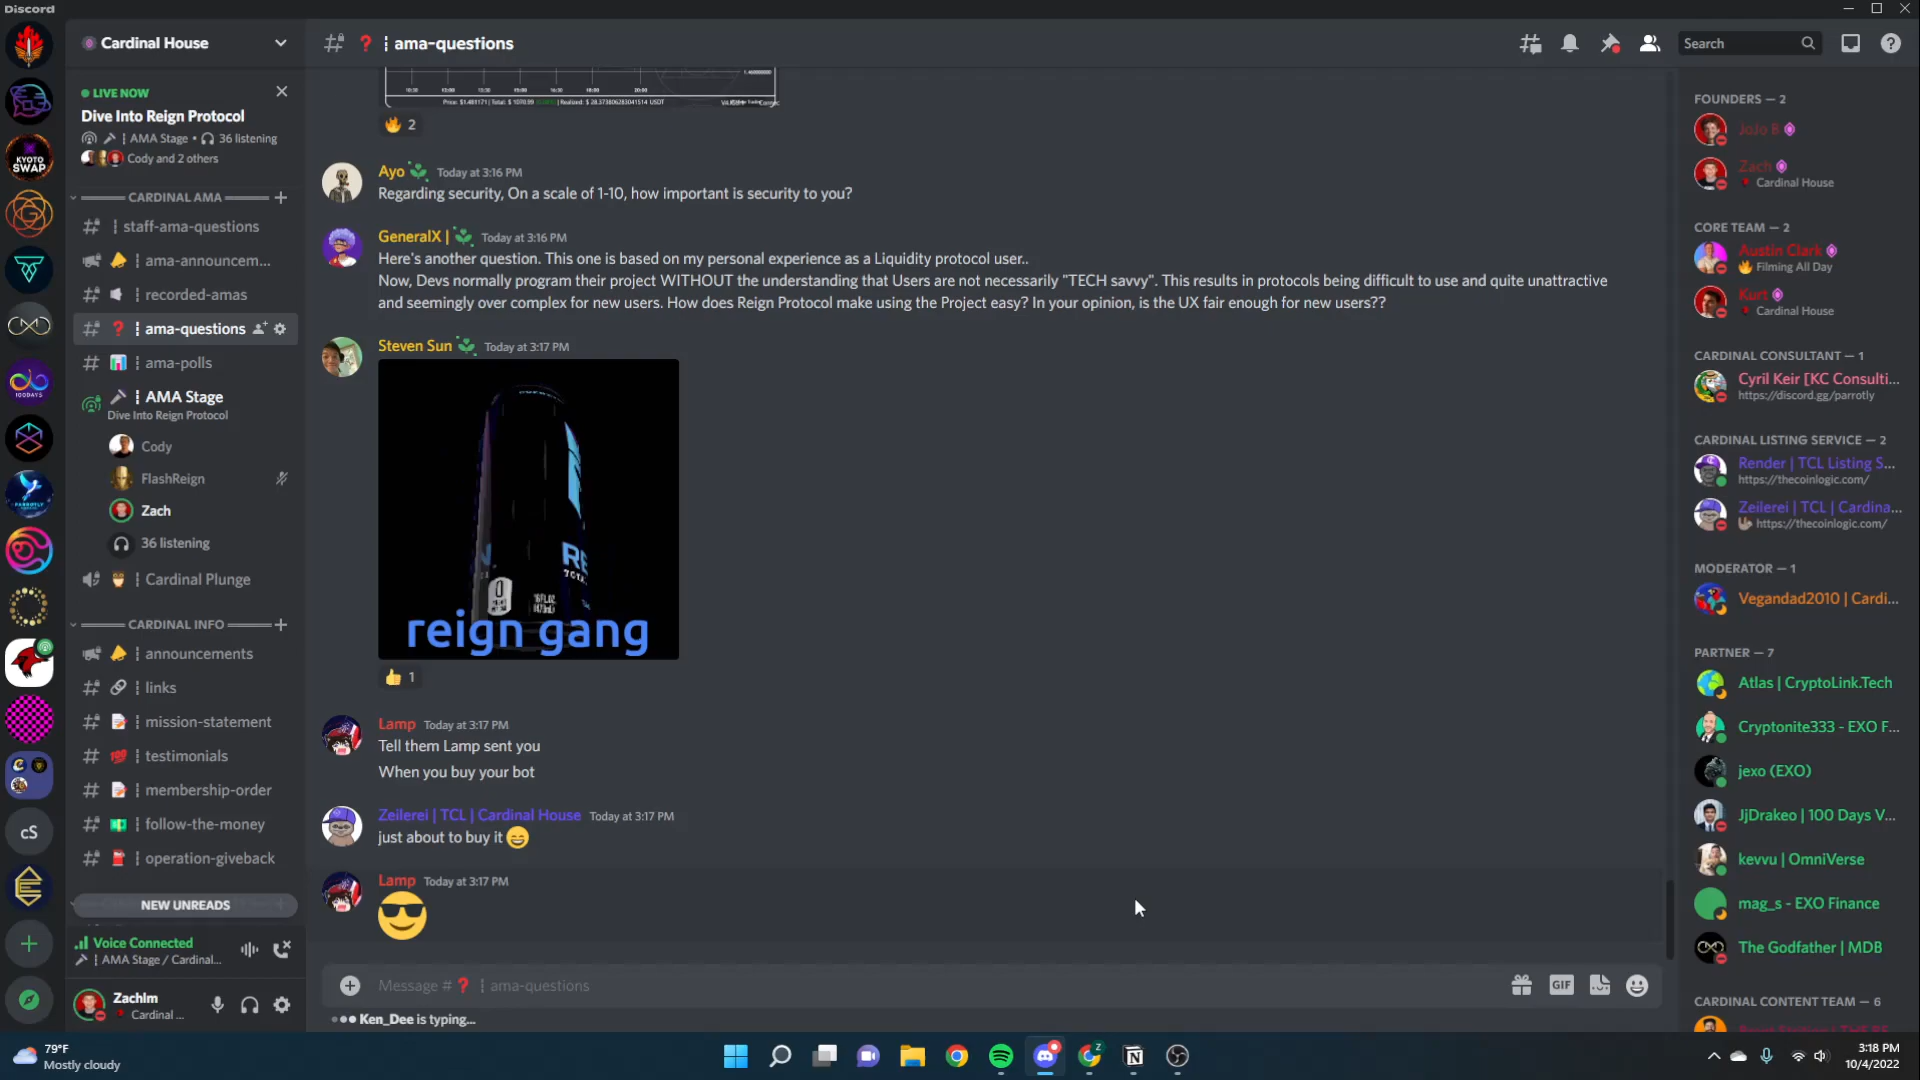 Discord
Cardinal House
LIVE NOW
Dive Into Reign Protocol
AMA Stage • 36 listening
Cody and 2 others
CARDINAL AMA
staff-ama-questions
ama-announcem...
recorded-amas
ama-questions
ama-polls
AMA Stage
Dive Into Reign Protocol
Cody
FlashReign
Zach
36 listening
Cardinal Plunge
CARDINAL INFO
announcements
links
mission-statement
testimonials
membership-order
follow-the-money
operation-giveback
NEW UNREADS
Voice Connected
AMA Stage / Cardinal...
ZachIm
Cardinal ...
KYOTO
SWAP
100DAYS
cS
# ❓ ¦ ama-questions
Search
🔥 2
Ayo Today at 3:16 PM
Regarding security, On a scale of 1-10, how important is security to you?
GeneralX | Today at 3:16 PM
Here's another question. This one is based on my personal experience as a Liquidity protocol user..
Now, Devs normally program their project WITHOUT the understanding that Users are not necessarily "TECH savvy". This results in protocols being difficult to use and quite unattractive
and seemingly over complex for new users. How does Reign Protocol make using the Project easy? In your opinion, is the UX fair enough for new users??
Steven Sun Today at 3:17 PM
reign gang
👍 1
Lamp Today at 3:17 PM
Tell them Lamp sent you
When you buy your bot
Zeilerei | TCL | Cardinal House Today at 3:17 PM
just about to buy it 😄
Lamp Today at 3:17 PM
😎
Message # ❓ ¦ ama-questions
GIF
Ken_Dee is typing...
FOUNDERS — 2
JoJo B
Zach
Cardinal House
CORE TEAM — 2
Austin Clark
🔥 Filming All Day
Kurt
Cardinal House
CARDINAL CONSULTANT — 1
Cyril Keir [KC Consulti...
https://discord.gg/parrotly
CARDINAL LISTING SERVICE — 2
Render | TCL Listing S...
https://thecoinlogic.com/
Zeilerei | TCL | Cardina...
https://thecoinlogic.com/
MODERATOR — 1
Vegandad2010 | Cardi...
PARTNER — 7
Atlas | CryptoLink.Tech
Cryptonite333 - EXO F...
jexo (EXO)
JjDrakeo | 100 Days V...
kevvu | OmniVerse
mag_s - EXO Finance
The Godfather | MDB
CARDINAL CONTENT TEAM — 6
79°F
Mostly cloudy
3:18 PM
10/4/2022